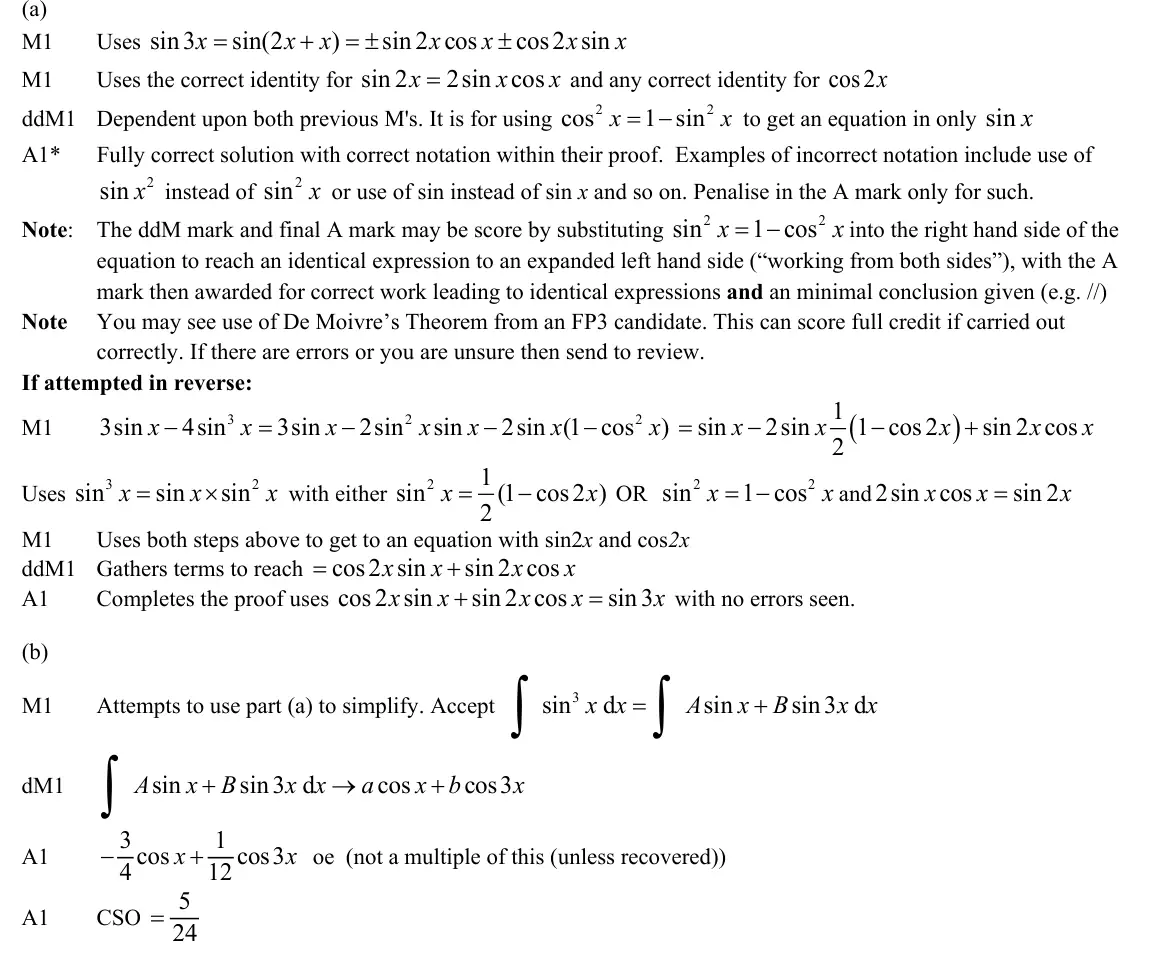 (a)
M1 Uses sin 3x = sin(2x + x) = ± sin 2x cos x ± cos 2x sin x
M1 Uses the correct identity for sin 2x = 2 sin x cos x and any correct identity for cos 2x
ddM1 Dependent upon both previous M's. It is for using cos² x = 1 − sin² x to get an equation in only sin x
A1* Fully correct solution with correct notation within their proof. Examples of incorrect notation include use of
sin x² instead of sin² x or use of sin instead of sin x and so on. Penalise in the A mark only for such.
Note: The ddM mark and final A mark may be score by substituting sin² x = 1 − cos² x into the right hand side of the
equation to reach an identical expression to an expanded left hand side (“working from both sides”), with the A
mark then awarded for correct work leading to identical expressions and an minimal conclusion given (e.g. //)
Note You may see use of De Moivre’s Theorem from an FP3 candidate. This can score full credit if carried out
correctly. If there are errors or you are unsure then send to review.
If attempted in reverse:
M1 3 sin x − 4 sin³ x = 3 sin x − 2 sin² x sin x − 2 sin x(1 − cos² x) = sin x − 2 sin x 1/2 (1 − cos 2x) + sin 2x cos x
Uses sin³ x = sin x × sin² x with either sin² x = 1/2 (1 − cos 2x) OR sin² x = 1 − cos² x and 2 sin x cos x = sin 2x
M1 Uses both steps above to get to an equation with sin2x and cos2x
ddM1 Gathers terms to reach = cos 2x sin x + sin 2x cos x
A1 Completes the proof uses cos 2x sin x + sin 2x cos x = sin 3x with no errors seen.
(b)
M1 Attempts to use part (a) to simplify. Accept ∫ sin³ x dx = ∫ A sin x + B sin 3x dx
dM1 ∫ A sin x + B sin 3x dx → a cos x + b cos 3x
A1 −3/4 cos x + 1/12 cos 3x oe (not a multiple of this (unless recovered))
A1 CSO = 5/24